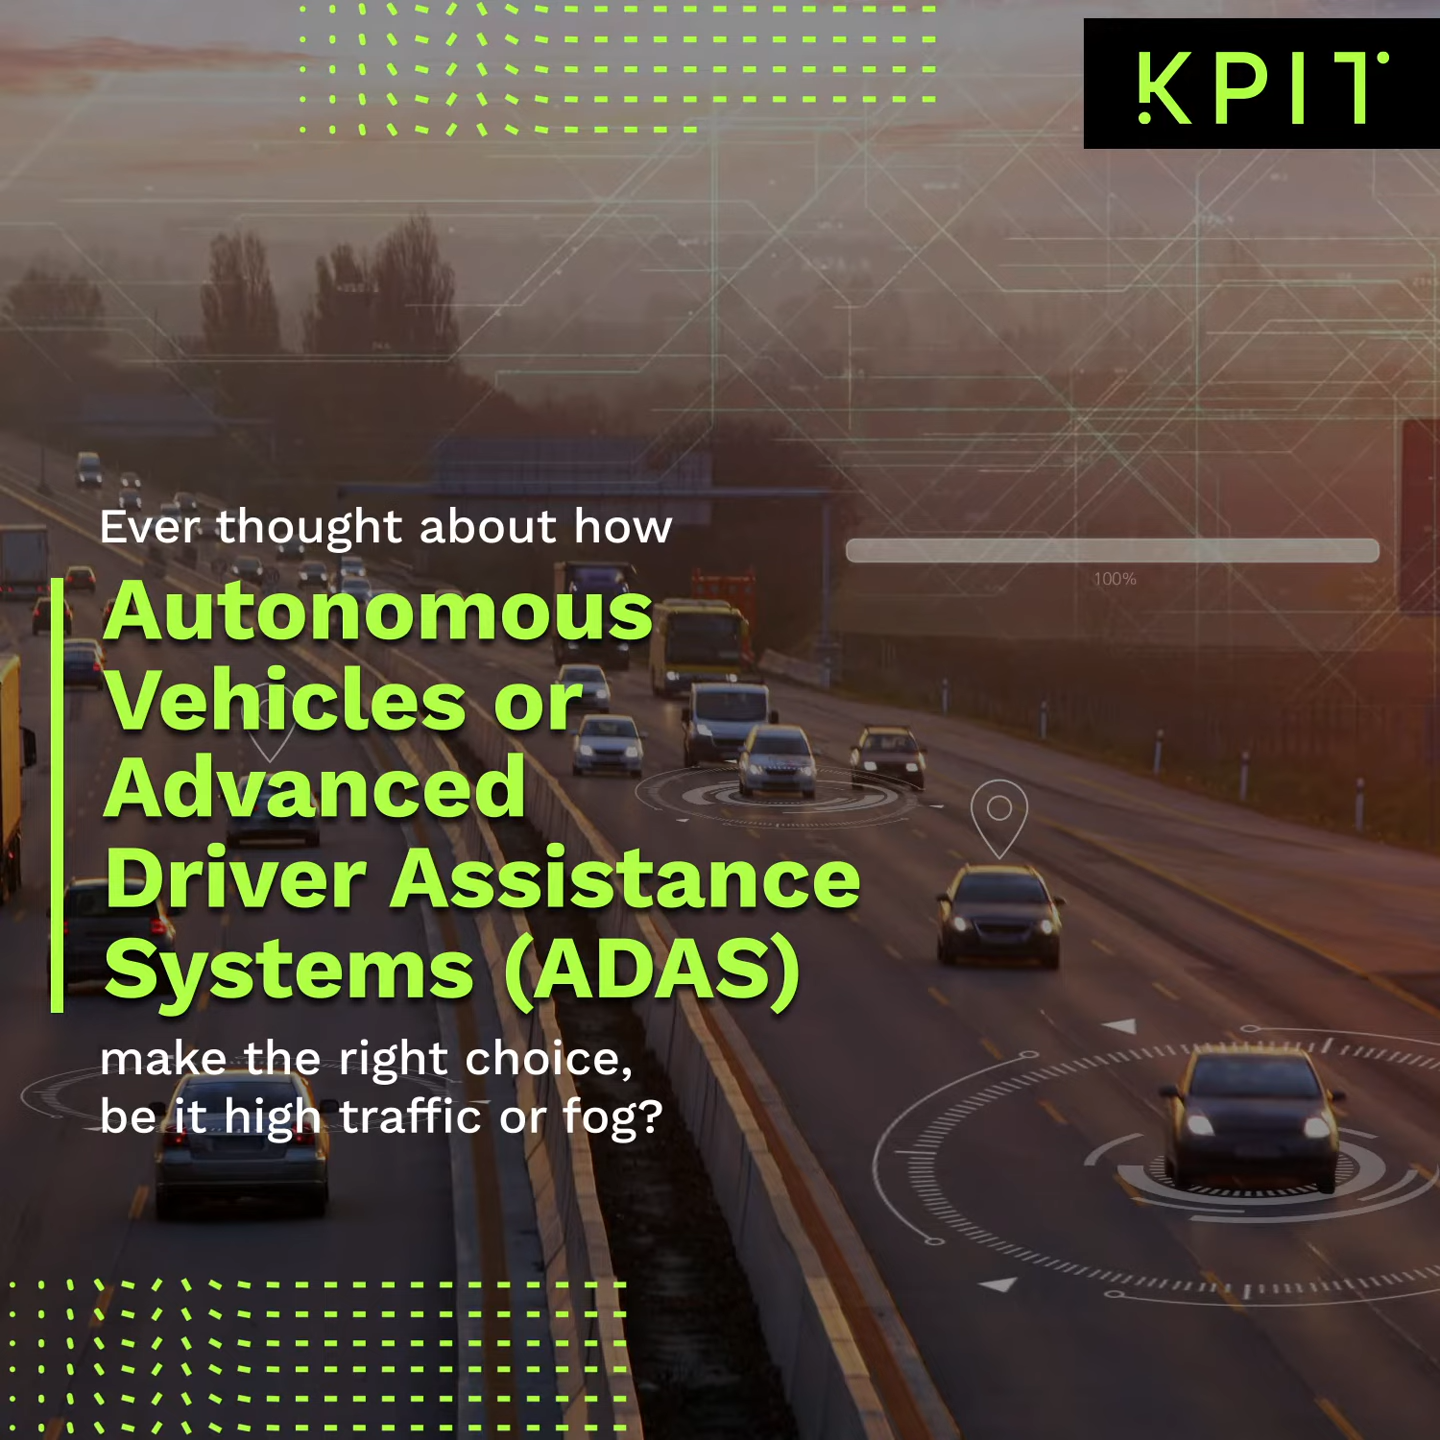 KPIT
Ever thought about how
Autonomous
Vehicles or
Advanced
Driver Assistance
Systems (ADAS)
make the right choice,
be it high traffic or fog?
100%